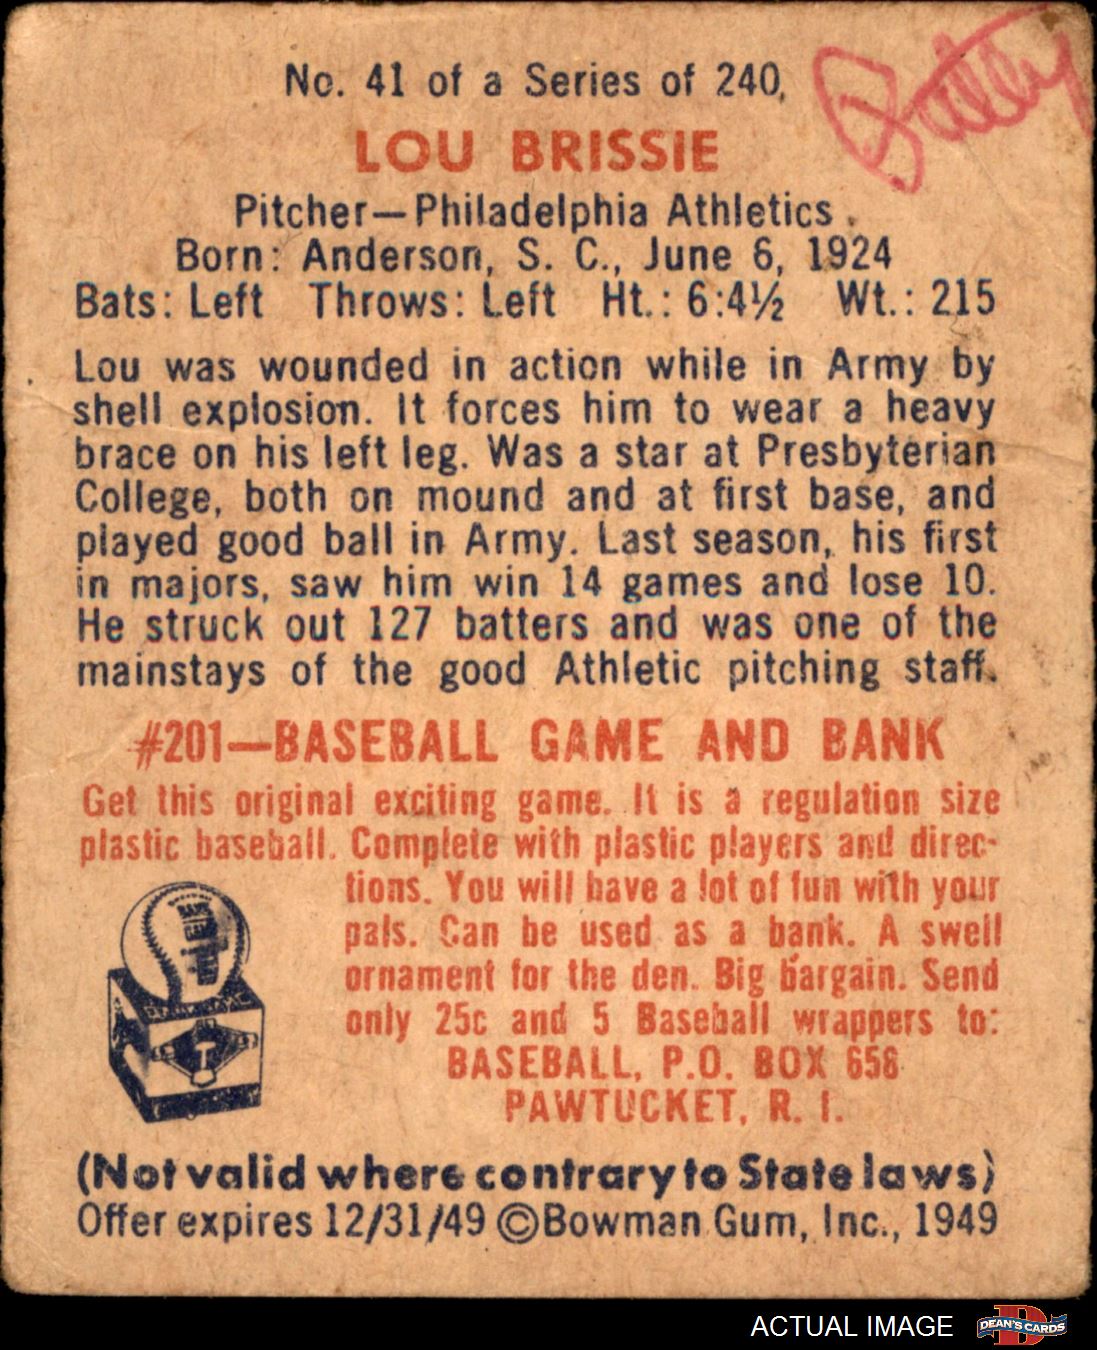 No. 41 of a Series of 240,
Billy
LOU BRISSIE
Pitcher—Philadelphia Athletics.
Born: Anderson, S. C., June 6, 1924
Bats: Left Throws: Left Ht.: 6:4½ Wt.: 215
Lou was wounded in action while in Army by
shell explosion. It forces him to wear a heavy
brace on his left leg. Was a star at Presbyterian
College, both on mound and at first base, and
played good ball in Army. Last season, his first
in majors, saw him win 14 games and lose 10.
He struck out 127 batters and was one of the
mainstays of the good Athletic pitching staff.
#201—BASEBALL GAME AND BANK
Get this original exciting game. It is a regulation size
plastic baseball. Complete with plastic players and direc-
tions. You will have a lot of fun with your
pals. Can be used as a bank. A swell
ornament for the den. Big bargain. Send
only 25c and 5 Baseball wrappers to:
BASEBALL, P.O. BOX 658
PAWTUCKET, R. I.
(Not valid where contrary to State laws)
Offer expires 12/31/49 ©Bowman Gum, Inc., 1949
ACTUAL IMAGE DEAN'S CARDS